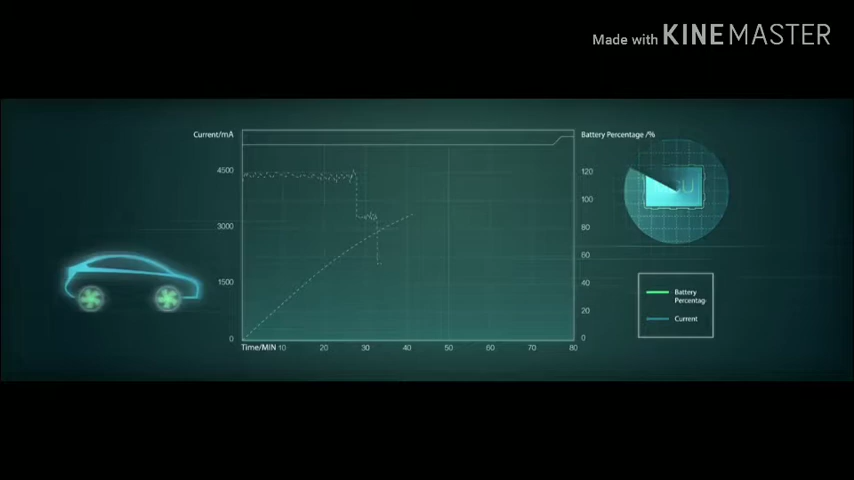 Made with KINEMASTER
Current/mA
Battery Percentage /%
4500
3000
1500
0
120
100
80
60
40
20
0
Time/MIN 10 20 30 40 50 60 70 80
Battery
Percentag
Current